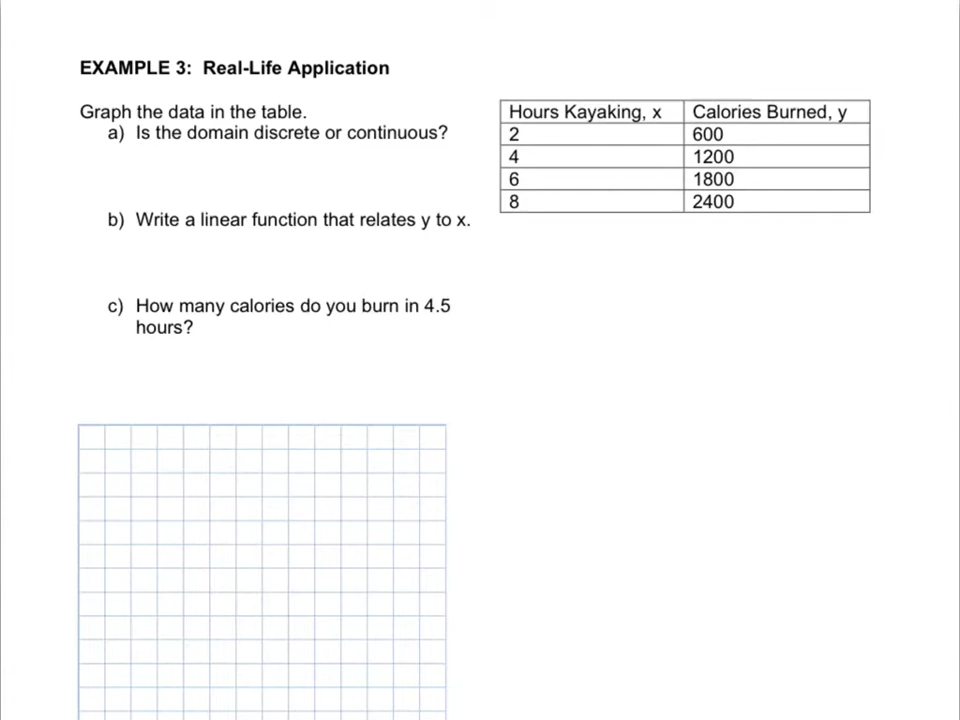 EXAMPLE 3: Real-Life Application
Graph the data in the table.
a) Is the domain discrete or continuous?
b) Write a linear function that relates y to x.
c) How many calories do you burn in 4.5
hours?
Hours Kayaking, x Calories Burned, y
2 600
4 1200
6 1800
8 2400